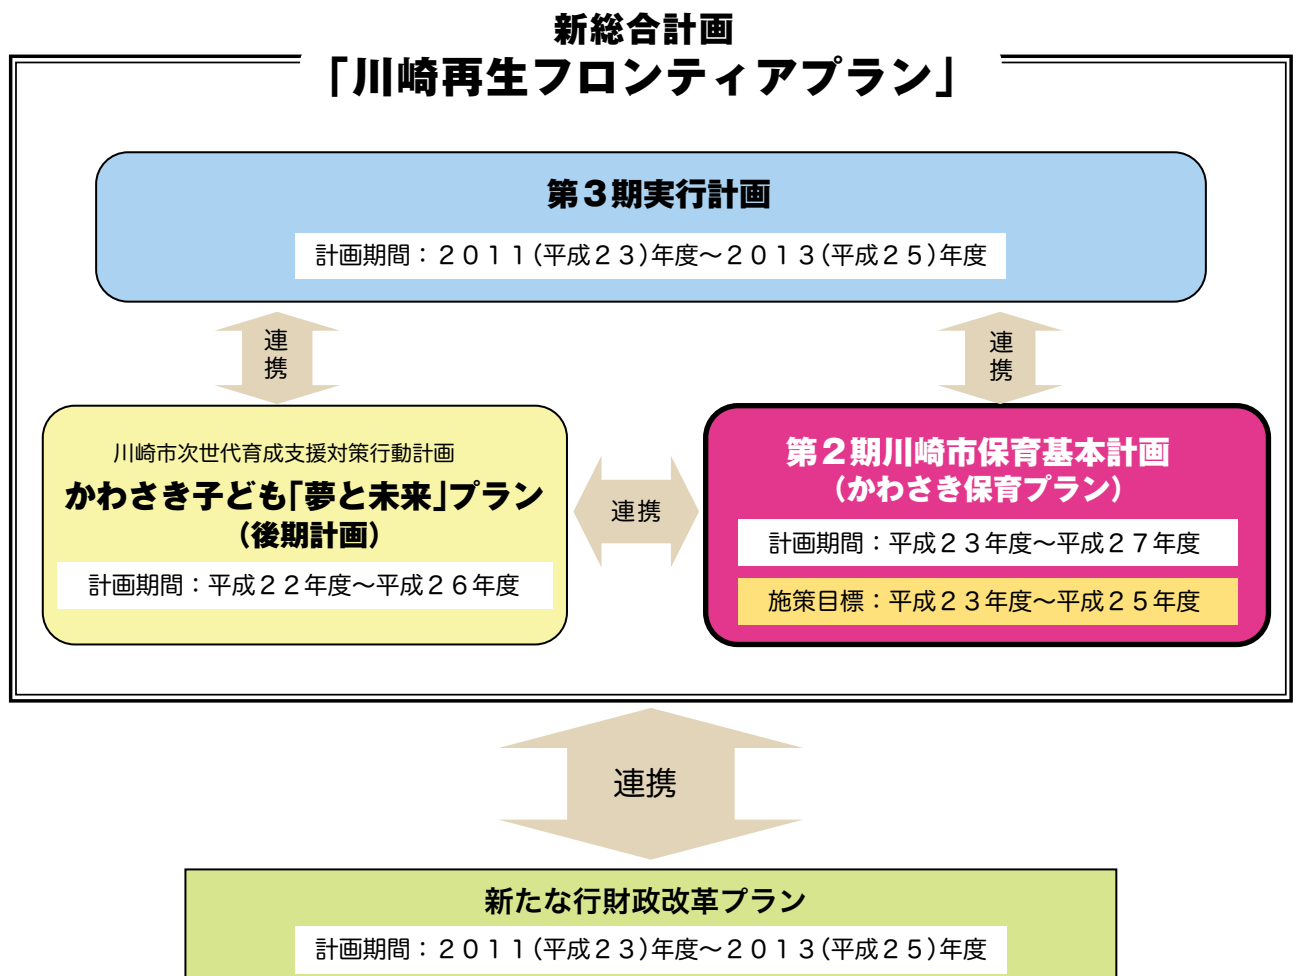 新総合計画
「川崎再生フロンティアプラン」
第３期実行計画
計画期間：２０１１(平成２３)年度～２０１３(平成２５)年度
連携
連携
川崎市次世代育成支援対策行動計画
かわさき子ども「夢と未来」プラン
（後期計画）
計画期間：平成２２年度～平成２６年度
連携
第２期川崎市保育基本計画
（かわさき保育プラン）
計画期間：平成２３年度～平成２７年度
施策目標：平成２３年度～平成２５年度
連携
新たな行財政改革プラン
計画期間：２０１１(平成２３)年度～２０１３(平成２５)年度